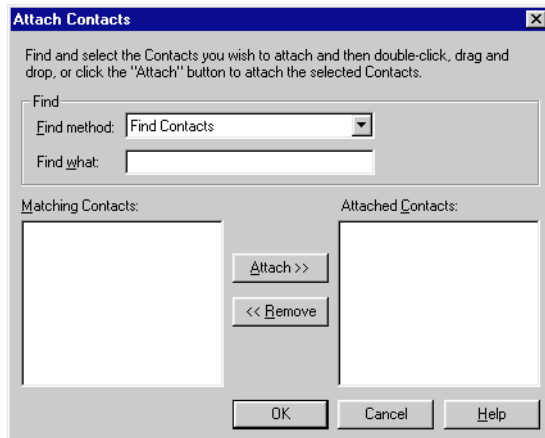 Attach Contacts
Find and select the Contacts you wish to attach and then double-click, drag and
drop, or click the "Attach" button to attach the selected Contacts.
Find
Find method: Find Contacts
Find what:
Matching Contacts: Attached Contacts:
Attach >>
<< Remove
OK Cancel Help